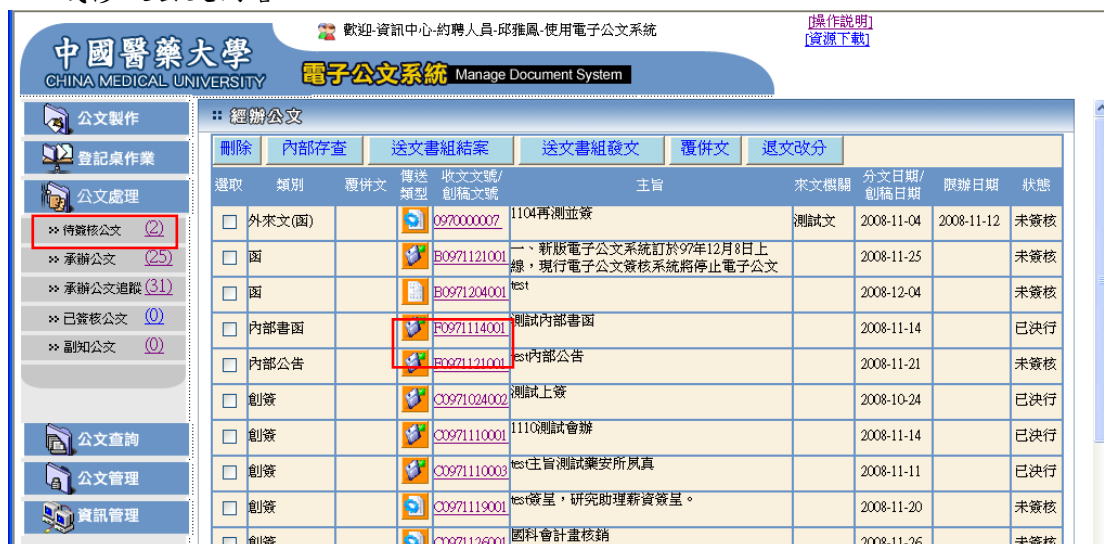 歡迎-資訊中心-約聘人員-邱雅鳳-使用電子公文系統
[操作説明]
[資源下載]
中國醫藥大學
CHINA MEDICAL UNIVERSITY
電子公文系統 Manage Document System
公文製作
登記桌作業
公文處理
待簽核公文 (2)
承辦公文 (25)
承辦公文追蹤 (31)
已簽核公文 (0)
副知公文 (0)
公文查詢
公文管理
資訊管理
經辦公文
刪除 內部存查 送文書組結案 送文書組發文 覆併文 退文改分
選取 類別 覆併文 傳送類型 收文文號/創稿文號 主旨 來文機關 分文日期/創稿日期 限辦日期 狀態
外來文(函) 0970000007 1104再測並簽 測試文 2008-11-04 2008-11-12 未簽核
函 B0971121001 一、新版電子公文系統訂於97年12月8日上
線，現行電子公文簽核系統將停止電子公文 2008-11-25 未簽核
函 B0971204001 test 2008-12-04 未簽核
內部書函 F0971114001 測試內部書函 2008-11-14 已決行
內部公告 E0971121001 test內部公告 2008-11-21 未簽核
創簽 C0971024002 測試上簽 2008-10-24 已決行
創簽 C0971110001 1110測試會辦 2008-11-14 已決行
創簽 C0971110003 test主旨測試藥安所夙真 2008-11-11 已決行
創簽 C0971119001 test簽呈，研究助理薪資簽呈。 2008-11-20 未簽核
創簽 C0971126001 國科會計畫核銷 2008-11-26 未簽核